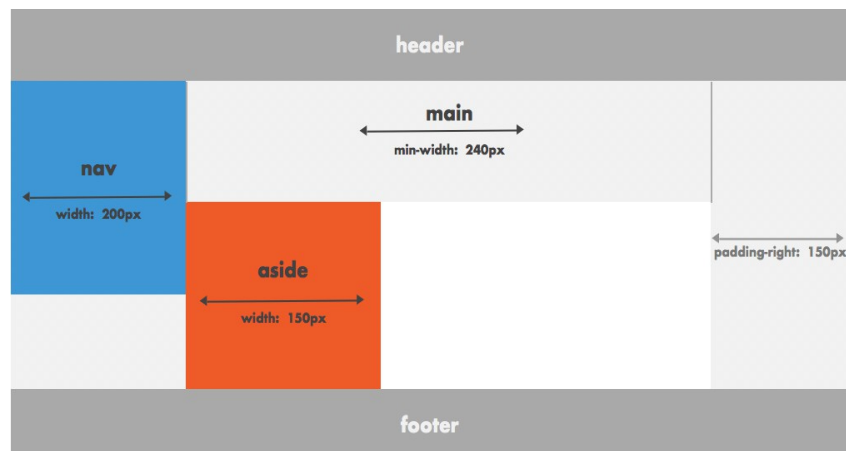 header
main
min-width: 240px
nav
width: 200px
padding-right: 150px
aside
width: 150px
footer